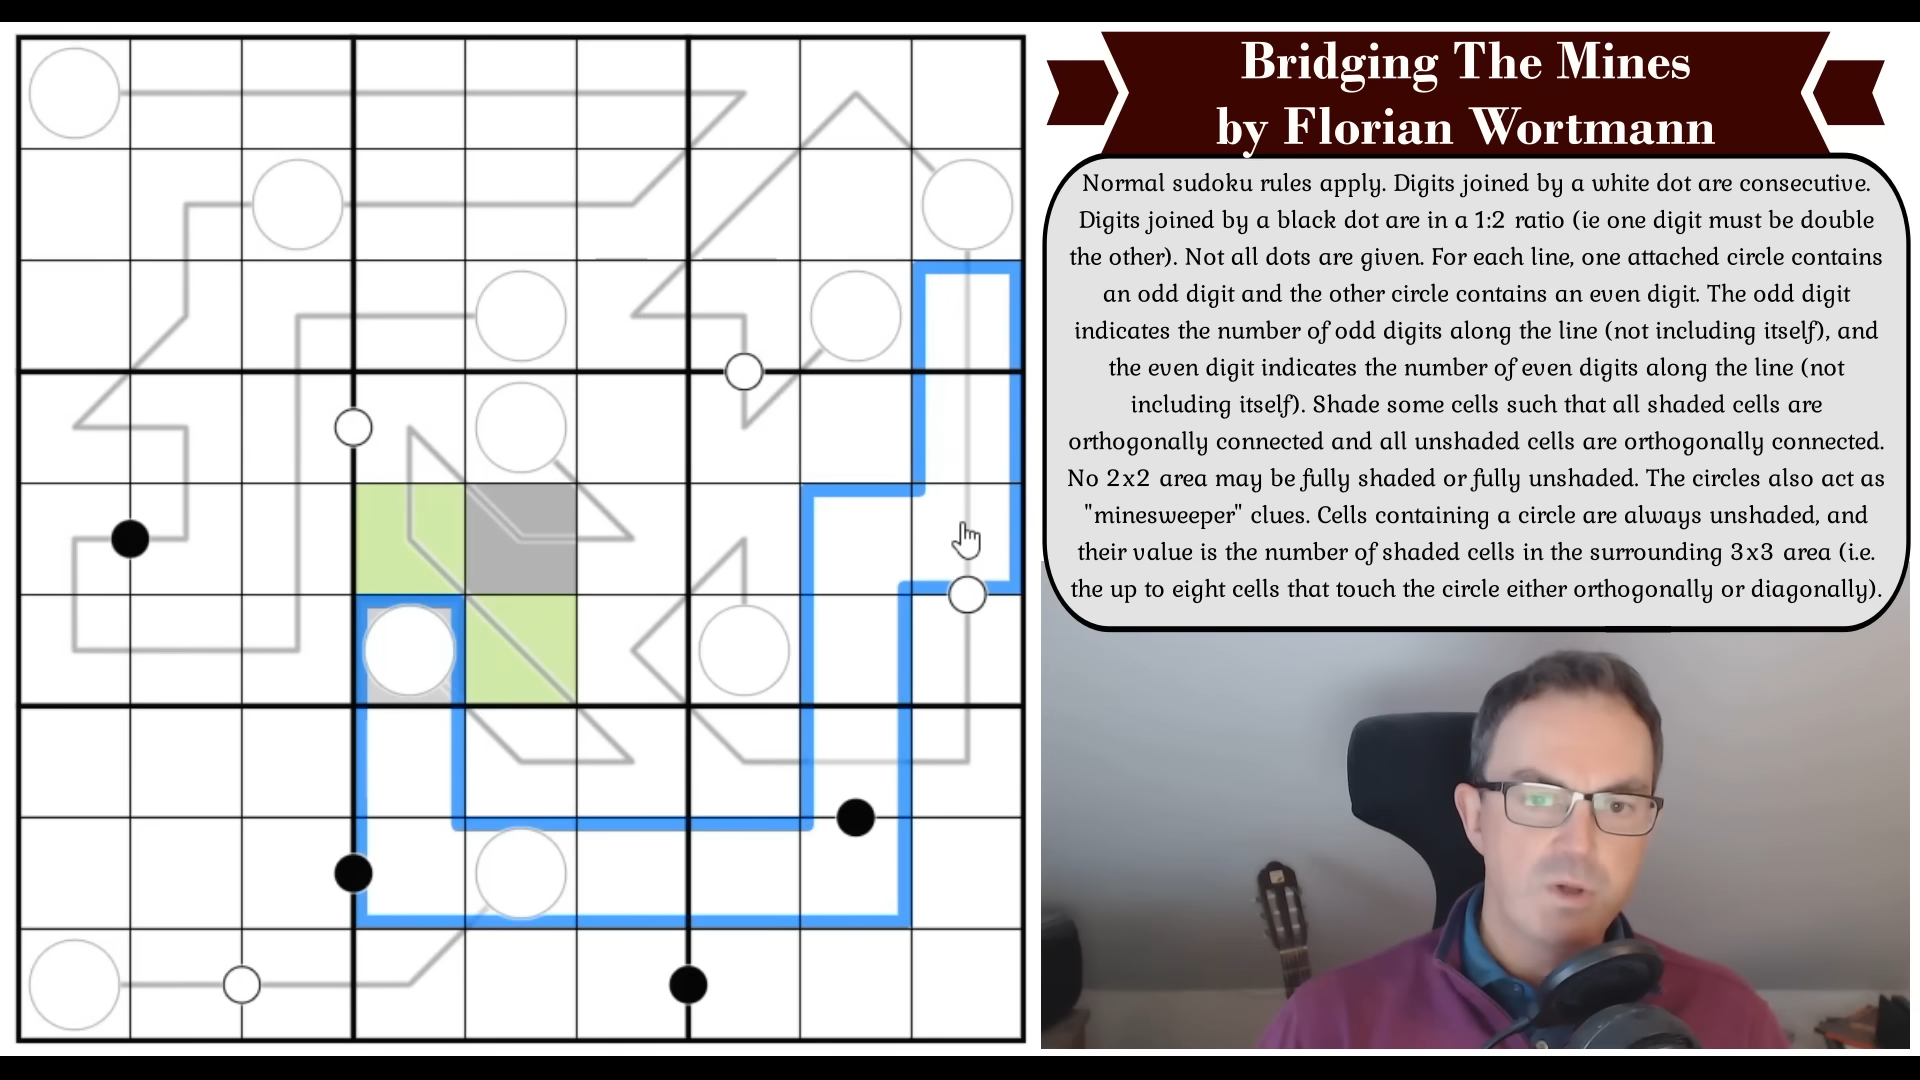 Bridging The Mines
by Florian Wortmann
Normal sudoku rules apply. Digits joined by a white dot are consecutive.
Digits joined by a black dot are in a 1:2 ratio (ie one digit must be double
the other). Not all dots are given. For each line, one attached circle contains
an odd digit and the other circle contains an even digit. The odd digit
indicates the number of odd digits along the line (not including itself), and
the even digit indicates the number of even digits along the line (not
including itself). Shade some cells such that all shaded cells are
orthogonally connected and all unshaded cells are orthogonally connected.
No 2x2 area may be fully shaded or fully unshaded. The circles also act as
"minesweeper" clues. Cells containing a circle are always unshaded, and
their value is the number of shaded cells in the surrounding 3x3 area (i.e.
the up to eight cells that touch the circle either orthogonally or diagonally).